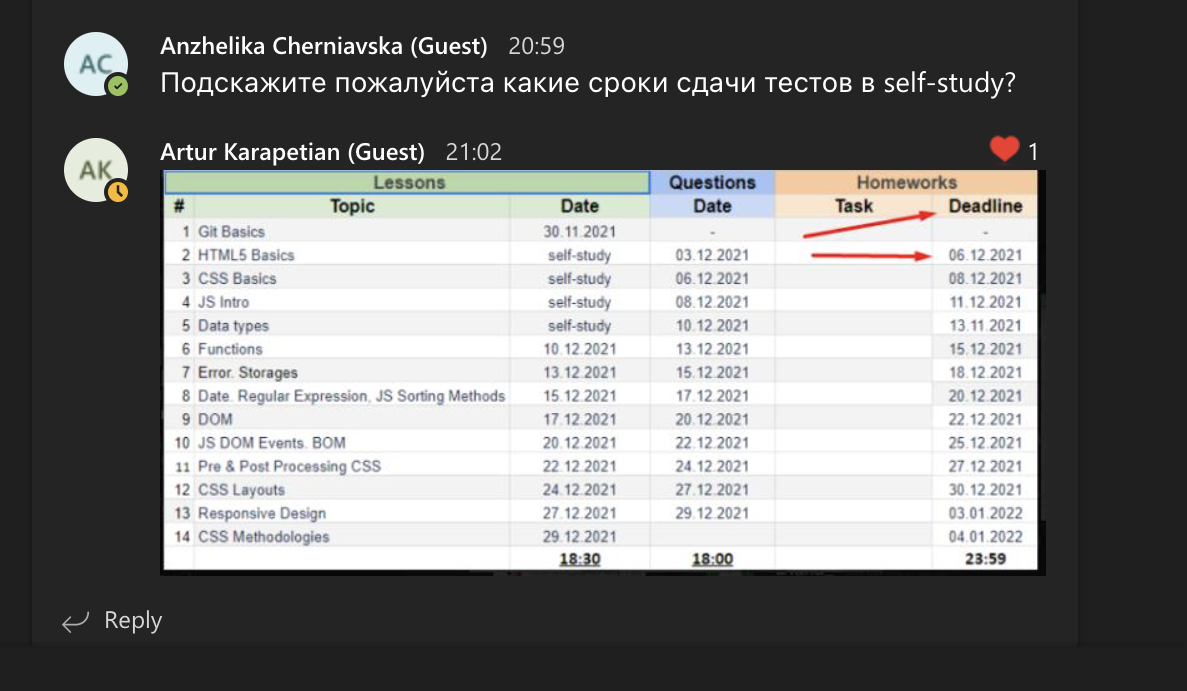 AC
Anzhelika Cherniavska (Guest) 20:59
Подскажите пожалуйста какие сроки сдачи тестов в self-study?
AK
Artur Karapetian (Guest) 21:02
1
Lessons Questions Homeworks
# Topic Date Date Task Deadline
1 Git Basics 30.11.2021 - -
2 HTML5 Basics self-study 03.12.2021 06.12.2021
3 CSS Basics self-study 06.12.2021 08.12.2021
4 JS Intro self-study 08.12.2021 11.12.2021
5 Data types self-study 10.12.2021 13.11.2021
6 Functions 10.12.2021 13.12.2021 15.12.2021
7 Error. Storages 13.12.2021 15.12.2021 18.12.2021
8 Date. Regular Expression, JS Sorting Methods 15.12.2021 17.12.2021 20.12.2021
9 DOM 17.12.2021 20.12.2021 22.12.2021
10 JS DOM Events. BOM 20.12.2021 22.12.2021 25.12.2021
11 Pre & Post Processing CSS 22.12.2021 24.12.2021 27.12.2021
12 CSS Layouts 24.12.2021 27.12.2021 30.12.2021
13 Responsive Design 27.12.2021 29.12.2021 03.01.2022
14 CSS Methodologies 29.12.2021 04.01.2022
18:30 18:00 23:59
Reply